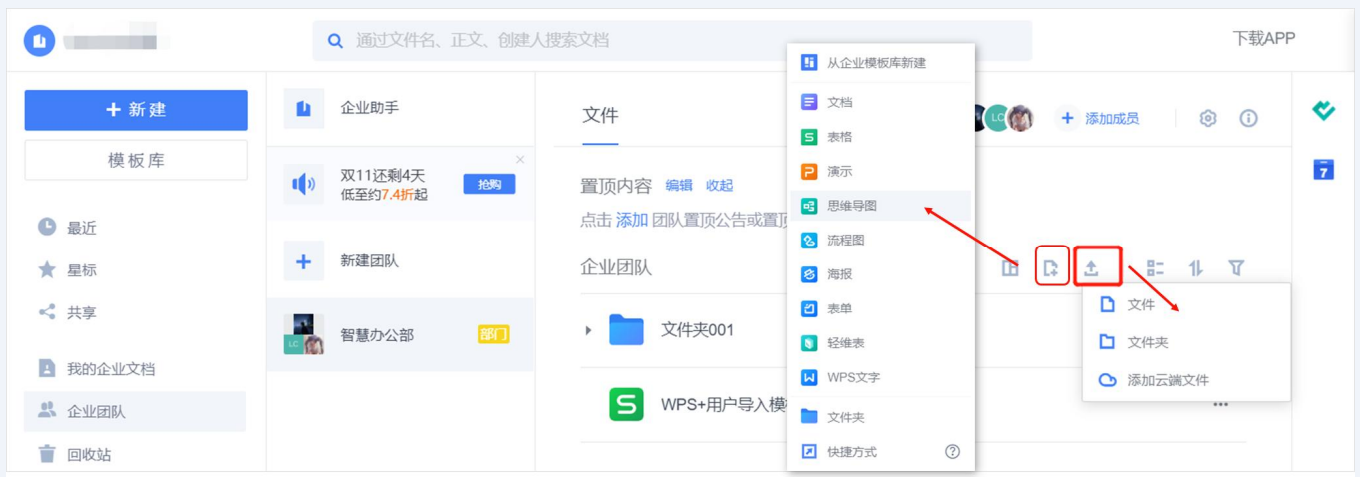 通过文件名、正文、创建人搜索文档
下载APP
+ 新建
模板库
最近
星标
共享
我的企业文档
企业团队
回收站
企业助手
双11还剩4天
低至约7.4折起
抢购
新建团队
LC
智慧办公部
部门
文件
LC
+ 添加成员
7
置顶内容 编辑 收起
点击 添加 团队置顶公告或置顶
企业团队
文件夹001
WPS+用户导入模
从企业模板库新建
文档
表格
演示
思维导图
流程图
海报
表单
轻维表
WPS文字
文件夹
快捷方式
文件
文件夹
添加云端文件